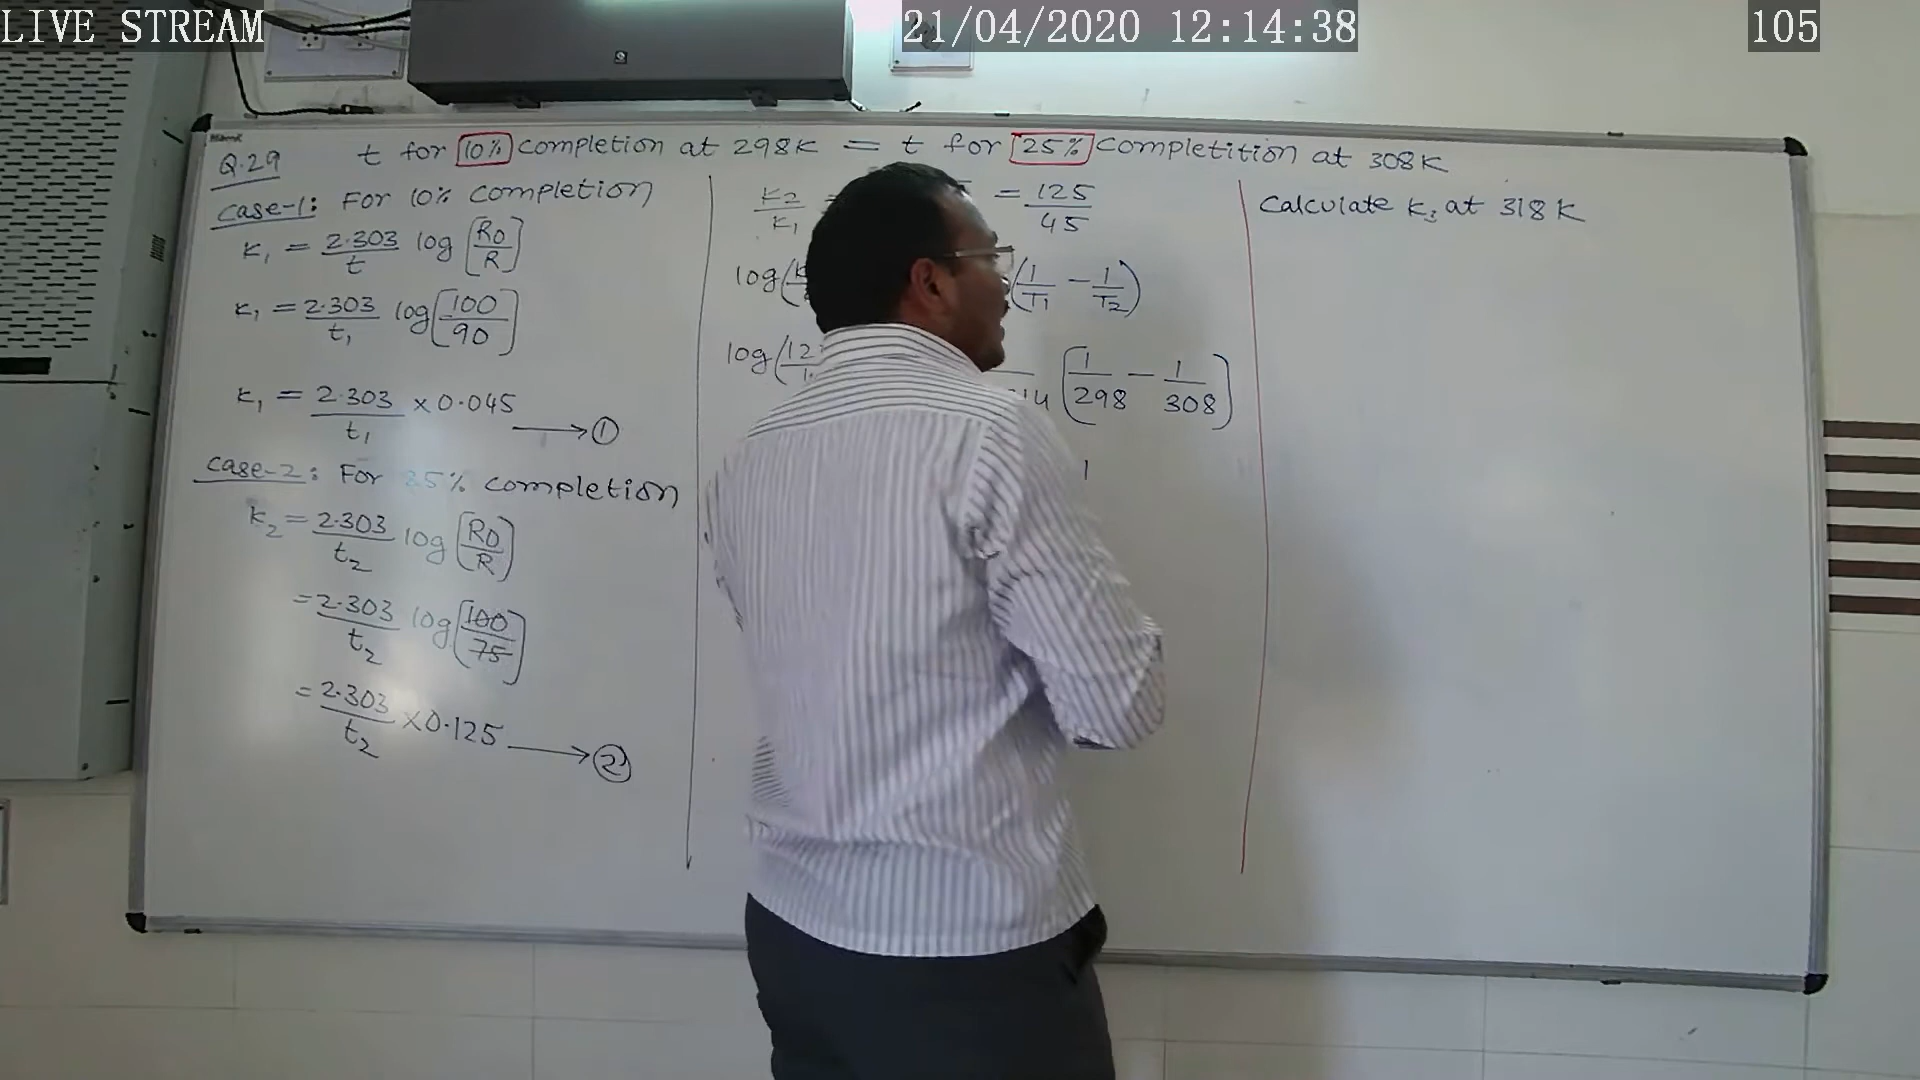 LIVE STREAM
21/04/2020 12:14:38
105
Q.29 t for 10% completion at 298K = t for 25% completition at 308K
Case-1: For 10% completion
K₁ = 2.303/t log [R0/R]
K₁ = 2.303/t₁ log [100/90]
K₁ = 2.303/t₁ × 0.045 → ①
Case-2: For 25% completion
K₂ = 2.303/t₂ log [R0/R]
= 2.303/t₂ log [100/75]
= 2.303/t₂ × 0.125 → ②
K2/K₁ = = 125/45
log( (1/T₁ − 1/T₂)
log(12 [1/298 − 1/308]
1
Calculate K₃ at 318K